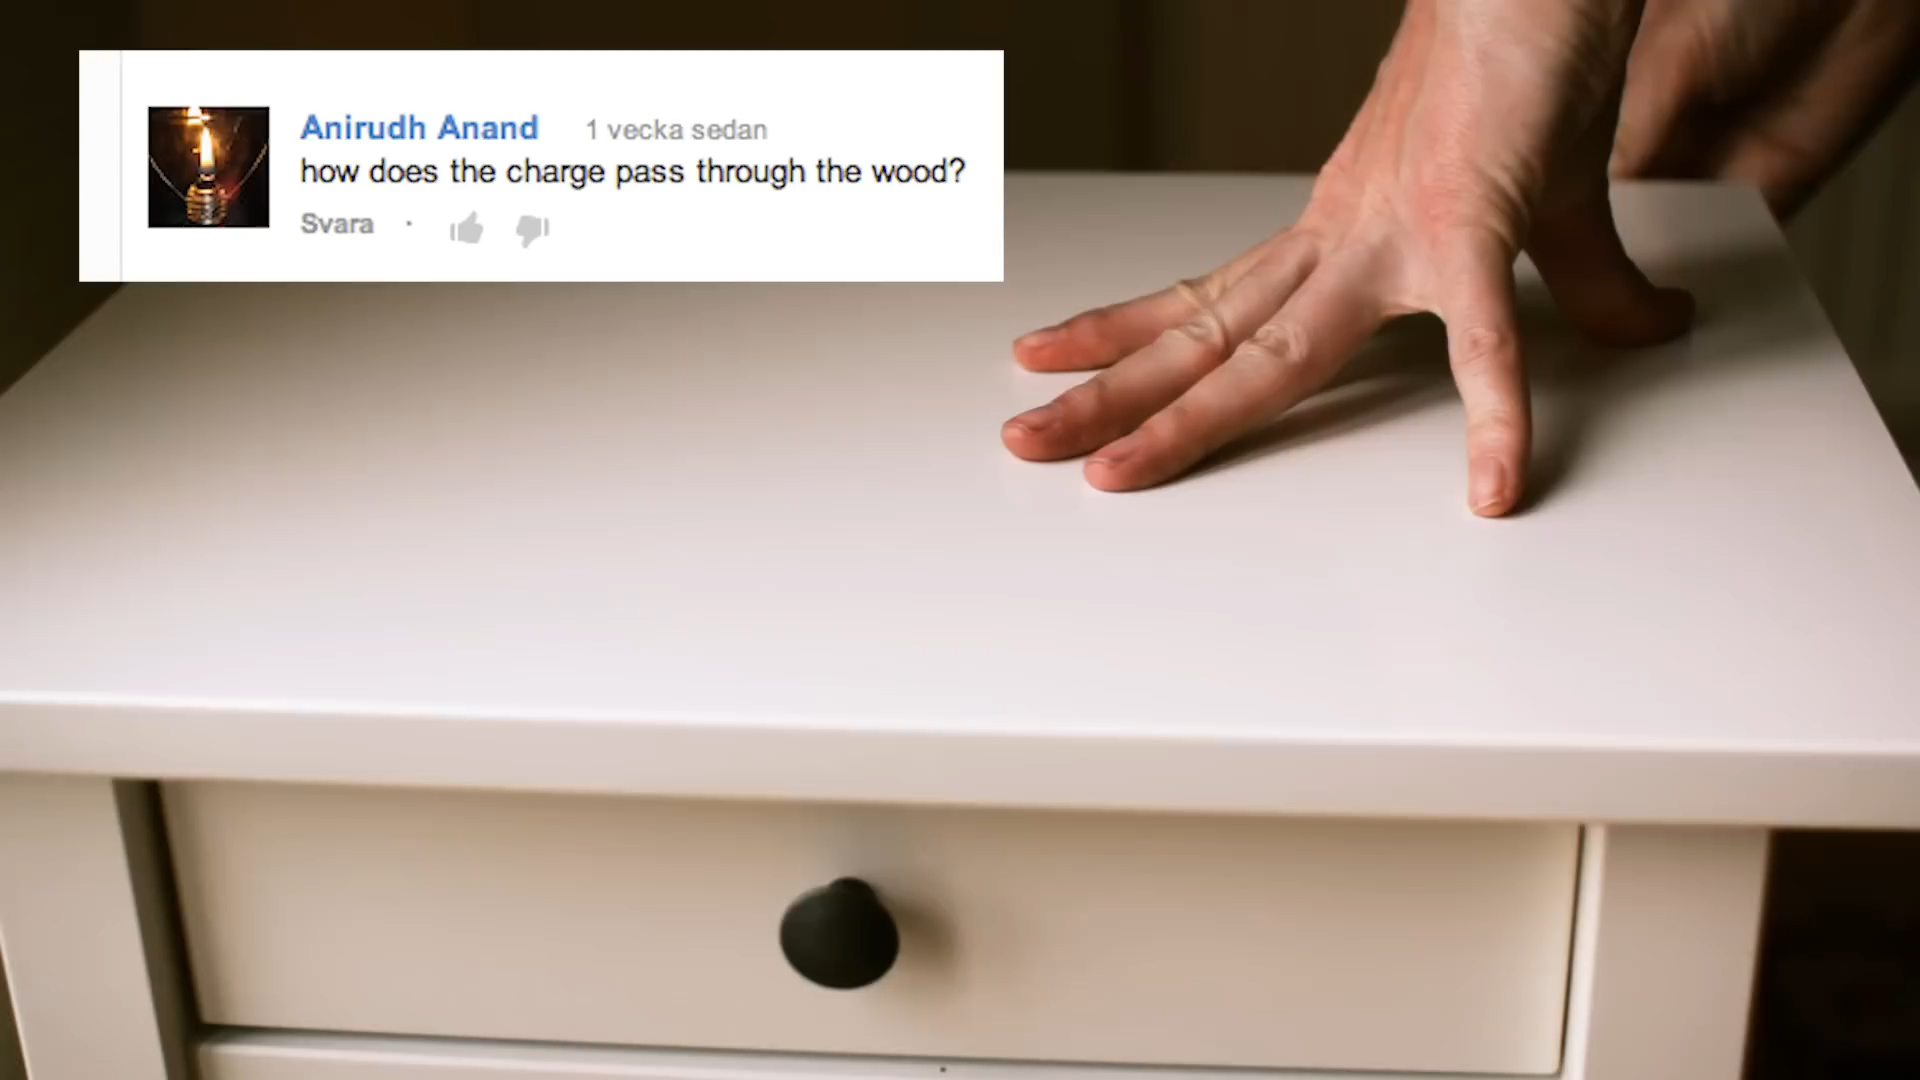 Anirudh Anand 1 vecka sedan
how does the charge pass through the wood?
Svara ·